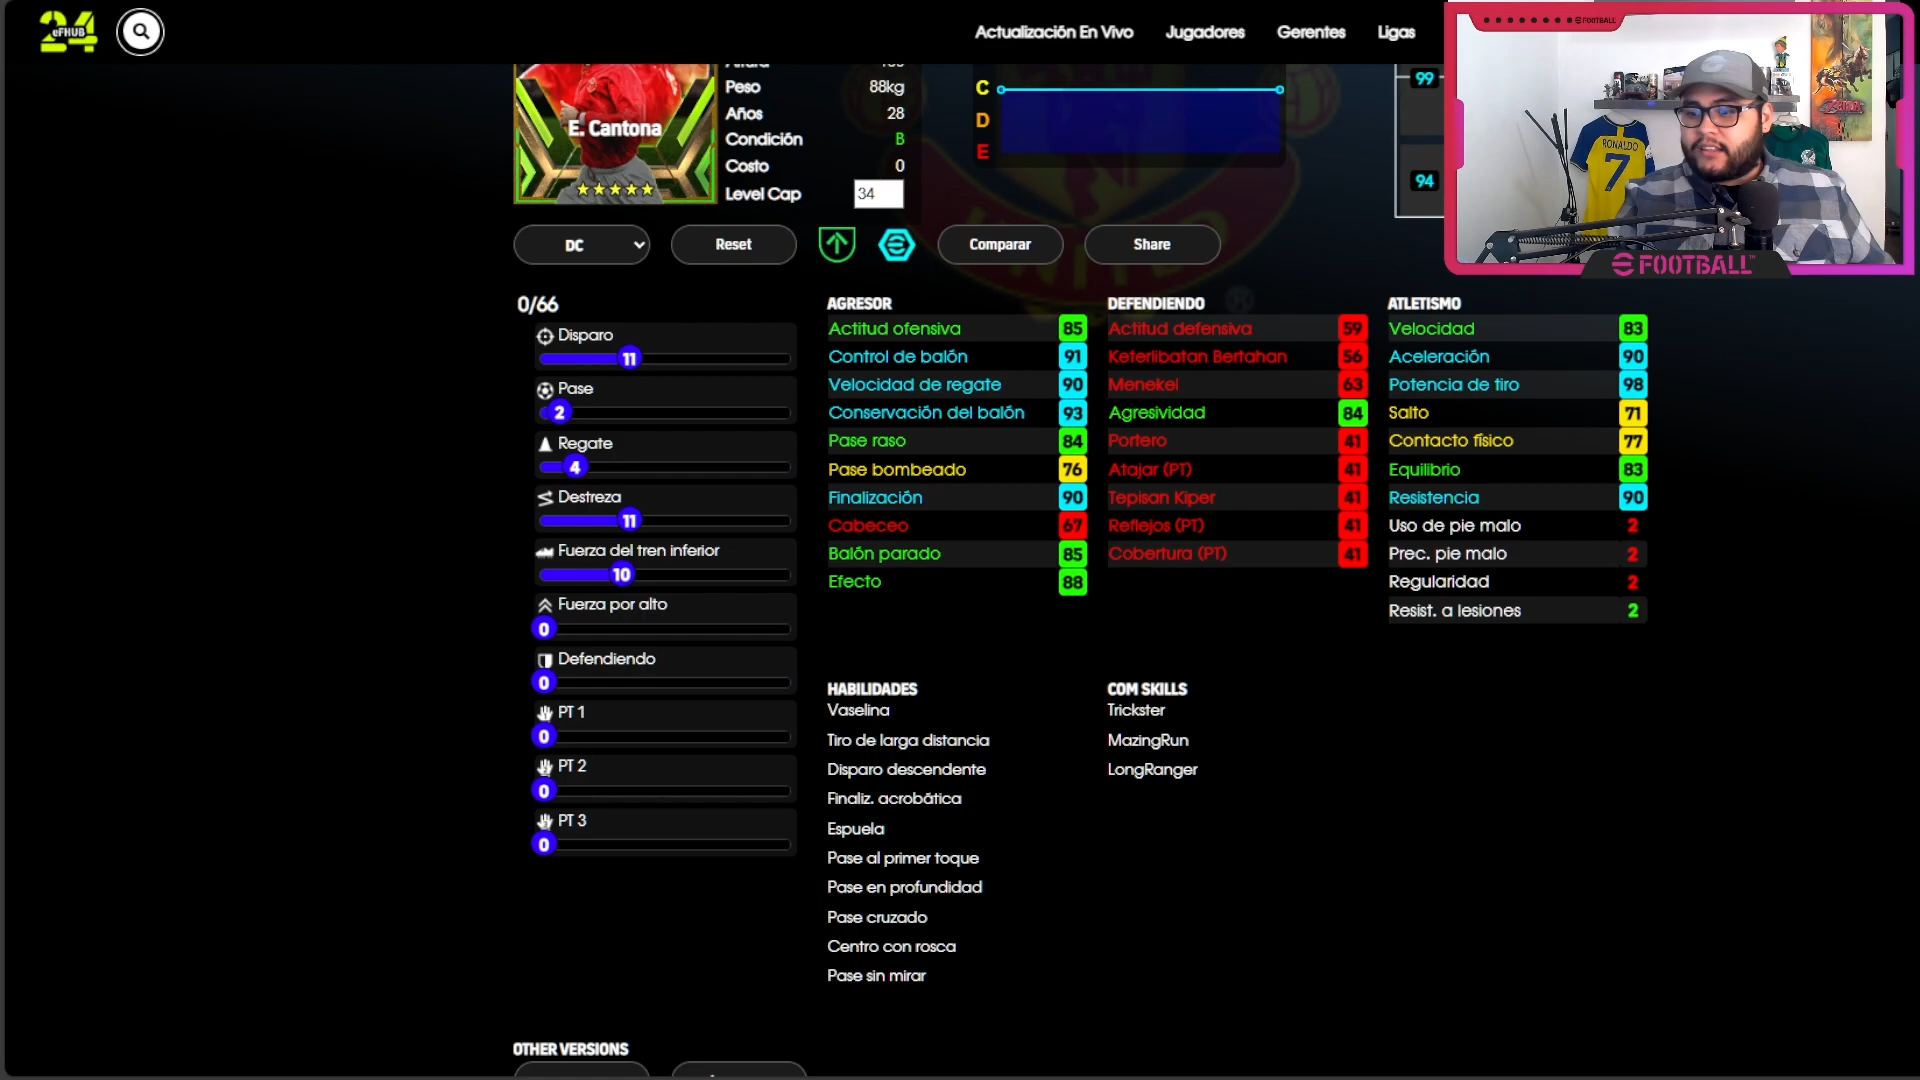 24
eFHUB
Actualización En Vivo
Jugadores
Gerentes
Ligas
FOOTBALL
RONALDO
7
ZELDA
FOOTBALL™
E. Cantona
Peso 88kg
Años 28
Condición B
Costo 0
Level Cap 34
C
D
E
99
94
DC
Reset
Comparar
Share
0/66
Disparo
11
Pase
2
Regate
4
Destreza
11
Fuerza del tren inferior
10
Fuerza por alto
0
Defendiendo
0
PT 1
0
PT 2
0
PT 3
0
AGRESOR
Actitud ofensiva 85
Control de balón 91
Velocidad de regate 90
Conservación del balón 93
Pase raso 84
Pase bombeado 76
Finalización 90
Cabeceo 67
Balón parado 85
Efecto 88
DEFENDIENDO
Actitud defensiva 59
Keterlibatan Bertahan 56
Menekel 63
Agresividad 84
Portero 41
Atajar (PT) 41
Tepisan Kiper 41
Reflejos (PT) 41
Cobertura (PT) 41
ATLETISMO
Velocidad 83
Aceleración 90
Potencia de tiro 98
Salto 71
Contacto físico 77
Equilibrio 83
Resistencia 90
Uso de pie malo 2
Prec. pie malo 2
Regularidad 2
Resist. a lesiones 2
HABILIDADES
Vaselina
Tiro de larga distancia
Disparo descendente
Finaliz. acrobática
Espuela
Pase al primer toque
Pase en profundidad
Pase cruzado
Centro con rosca
Pase sin mirar
COM SKILLS
Trickster
MazingRun
LongRanger
OTHER VERSIONS